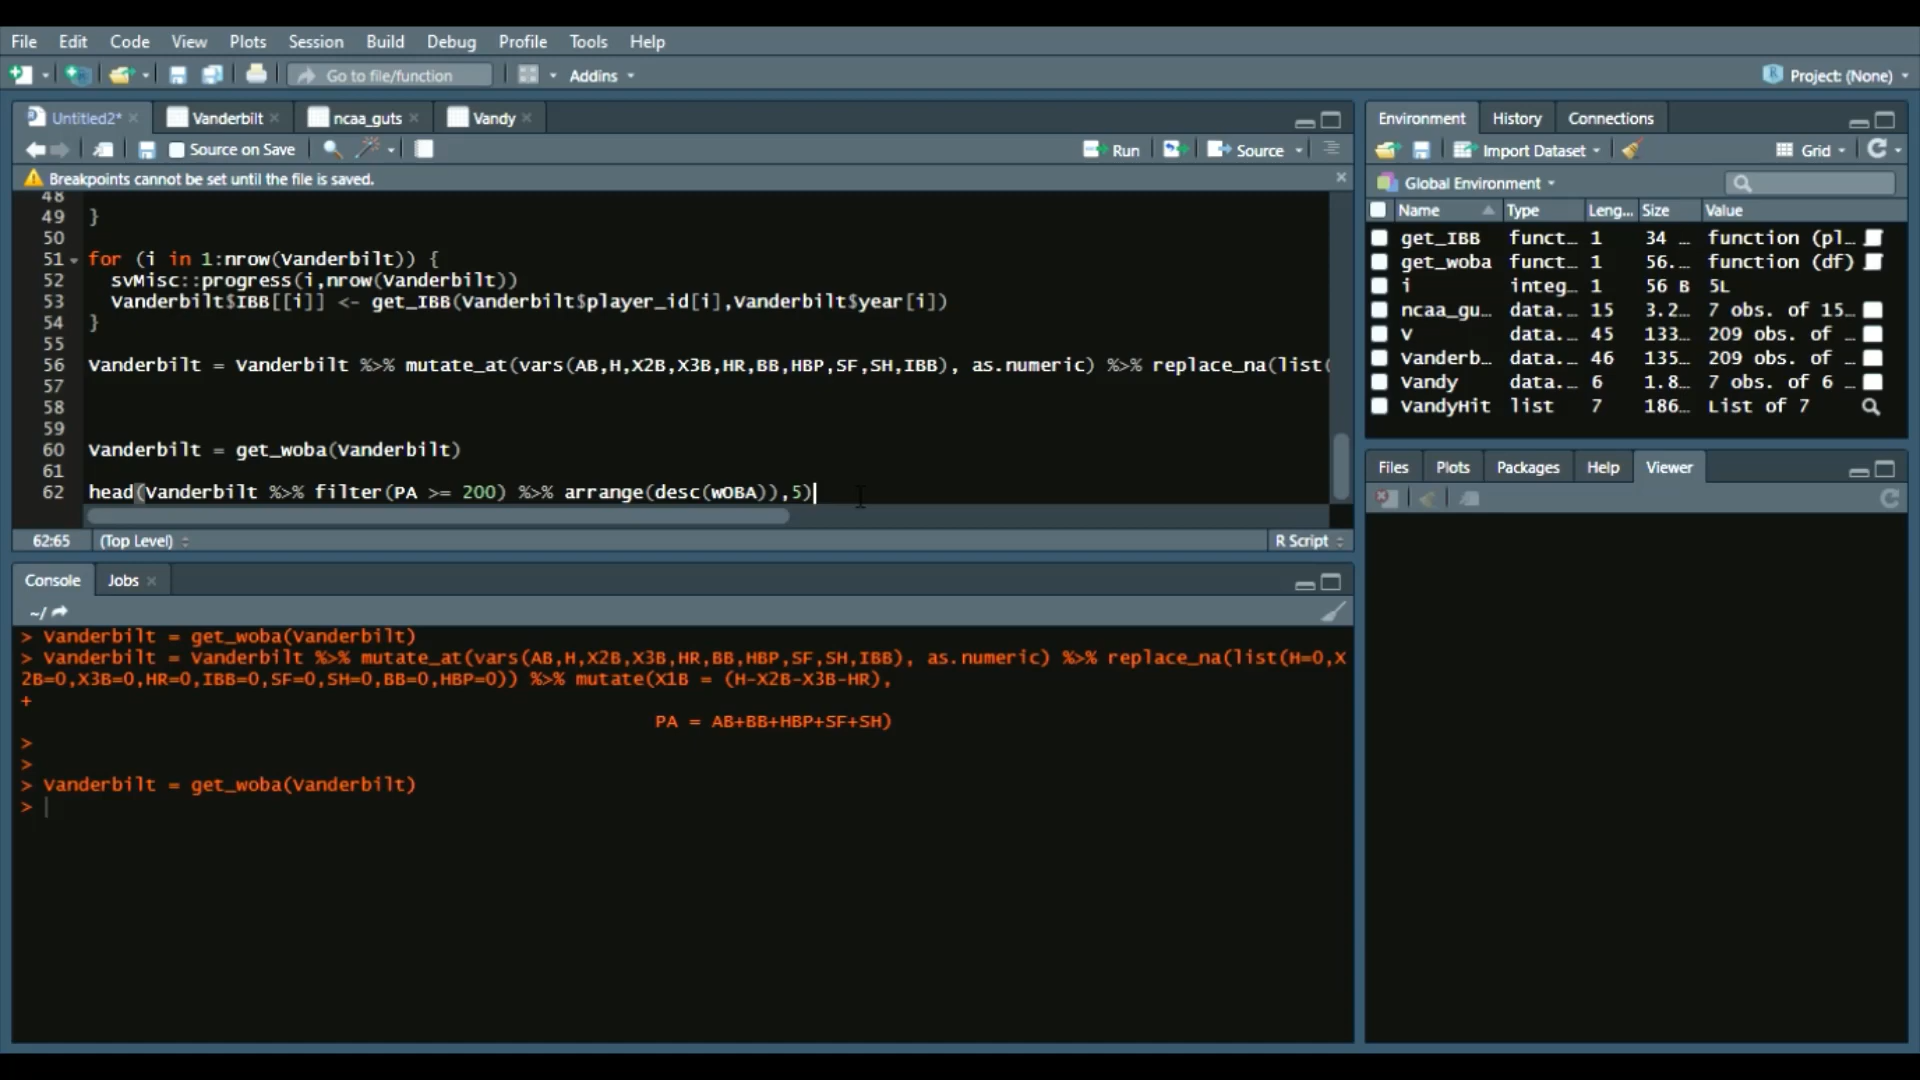 File Edit Code View Plots Session Build Debug Profile Tools Help
Go to file/function Addins Project: (None)
Untitled2* Vanderbilt ncaa_guts Vandy
Source on Save Run Source
Breakpoints cannot be set until the file is saved.
48
49 }
50
51 for (i in 1:nrow(Vanderbilt)) {
52 svMisc::progress(i,nrow(Vanderbilt))
53 Vanderbilt$IBB[[i]] <- get_IBB(Vanderbilt$player_id[i],Vanderbilt$year[i])
54 }
55
56 Vanderbilt = Vanderbilt %>% mutate_at(vars(AB,H,X2B,X3B,HR,BB,HBP,SF,SH,IBB), as.numeric) %>% replace_na(list(
57
58
59
60 Vanderbilt = get_woba(Vanderbilt)
61
62 head(Vanderbilt %>% filter(PA >= 200) %>% arrange(desc(wOBA)),5)
62:65 (Top Level) R Script
Console Jobs
~/
> Vanderbilt = get_woba(Vanderbilt)
> Vanderbilt = Vanderbilt %>% mutate_at(vars(AB,H,X2B,X3B,HR,BB,HBP,SF,SH,IBB), as.numeric) %>% replace_na(list(H=0,X
2B=0,X3B=0,HR=0,IBB=0,SF=0,SH=0,BB=0,HBP=0)) %>% mutate(X1B = (H-X2B-X3B-HR),
+
PA = AB+BB+HBP+SF+SH)
>
>
> Vanderbilt = get_woba(Vanderbilt)
>
Environment History Connections
Import Dataset Grid
Global Environment
Name Type Leng... Size Value
get_IBB funct… 1 34 … function (pl…
get_woba funct… 1 56.… function (df)
i integ… 1 56 B 5L
ncaa_gu… data.… 15 3.2… 7 obs. of 15…
V data.… 45 133… 209 obs. of …
Vanderb… data.… 46 135… 209 obs. of …
Vandy data.… 6 1.8… 7 obs. of 6 …
VandyHit list 7 186… List of 7
Files Plots Packages Help Viewer